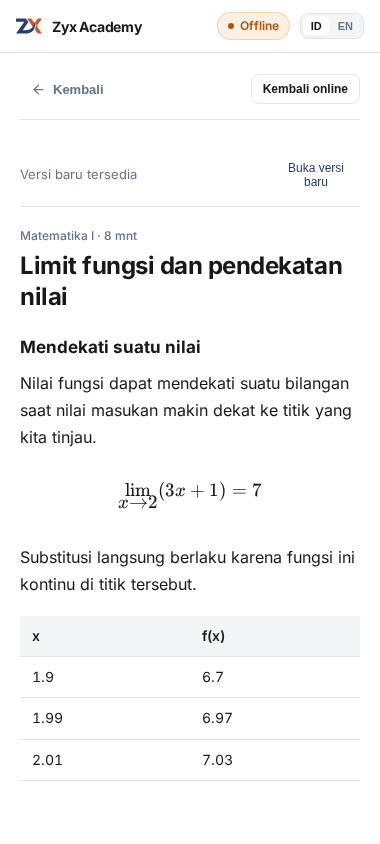 Zyx Academy
Offline
ID EN
Kembali
Kembali online
Versi baru tersedia
Buka versi
baru
Matematika I · 8 mnt
Limit fungsi dan pendekatan
nilai
Mendekati suatu nilai
Nilai fungsi dapat mendekati suatu bilangan
saat nilai masukan makin dekat ke titik yang
kita tinjau.
lim x→2 (3x + 1) = 7
Substitusi langsung berlaku karena fungsi ini
kontinu di titik tersebut.
x f(x)
1.9 6.7
1.99 6.97
2.01 7.03